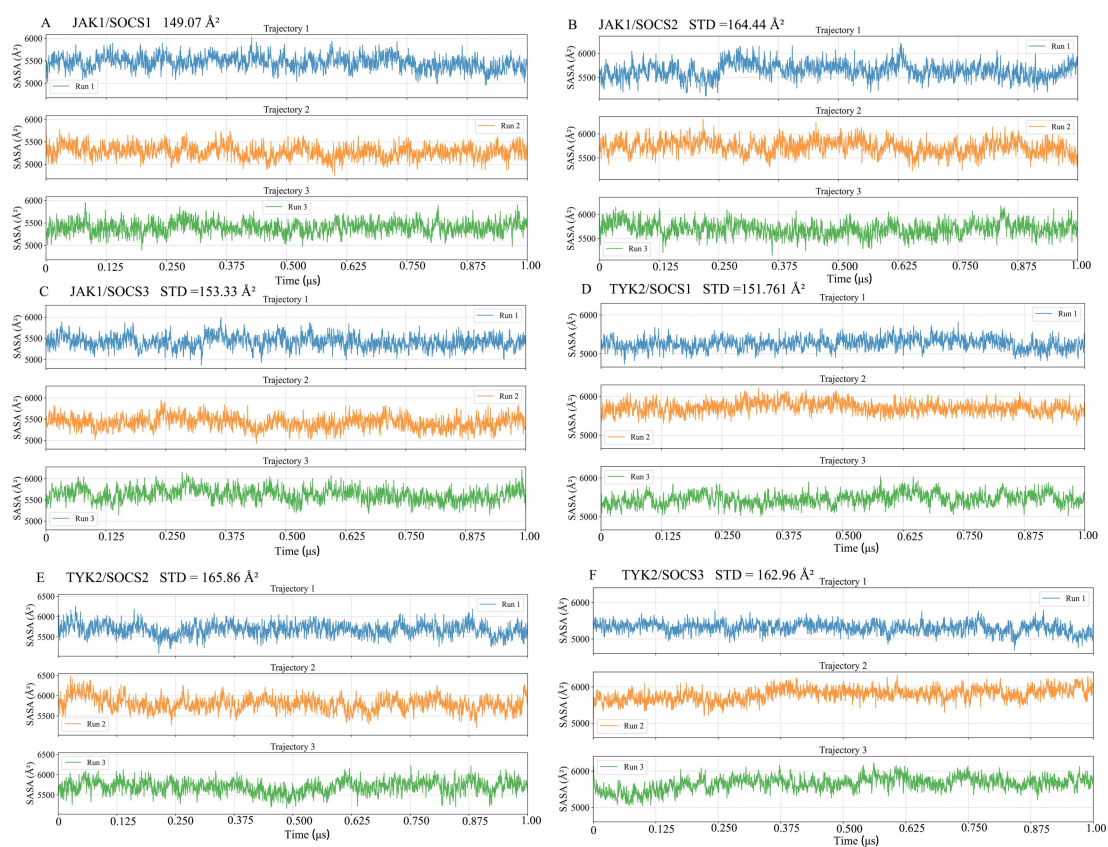 A JAK1/SOCS1 149.07 Å²
Trajectory 1
SASA (Å²)
6000
5500
5000
Run 1
Trajectory 2
SASA (Å²)
6000
5500
5000
Run 2
Trajectory 3
SASA (Å²)
6000
5500
5000
Run 3
0 0.125 0.250 0.375 0.500 0.625 0.750 0.875 1.00
Time (μs)
B JAK1/SOCS2 STD =164.44 Å²
Trajectory 1
SASA (Å²)
6000
5500
Run 1
Trajectory 2
SASA (Å²)
6000
5500
Run 2
Trajectory 3
SASA (Å²)
6000
5500
Run 3
0 0.125 0.250 0.375 0.500 0.625 0.750 0.875 1.00
Time (μs)
C JAK1/SOCS3 STD =153.33 Å²
Trajectory 1
SASA (Å²)
6000
5500
5000
Run 1
Trajectory 2
SASA (Å²)
6000
5500
5000
Run 2
Trajectory 3
SASA (Å²)
6000
5500
5000
Run 3
0 0.125 0.250 0.375 0.500 0.625 0.750 0.875 1.00
Time (μs)
D TYK2/SOCS1 STD =151.761 Å²
Trajectory 1
SASA (Å²)
6000
5000
Run 1
Trajectory 2
SASA (Å²)
6000
5000
Run 2
Trajectory 3
SASA (Å²)
6000
5000
Run 3
0 0.125 0.250 0.375 0.500 0.625 0.750 0.875 1.00
Time (μs)
E TYK2/SOCS2 STD = 165.86 Å²
Trajectory 1
SASA (Å²)
6500
6000
5500
Run 1
Trajectory 2
SASA (Å²)
6500
6000
5500
Run 2
Trajectory 3
SASA (Å²)
6500
6000
5500
Run 3
0 0.125 0.250 0.375 0.500 0.625 0.750 0.875 1.00
Time (μs)
F TYK2/SOCS3 STD = 162.96 Å²
Trajectory 1
SASA (Å²)
6000
5000
Run 1
Trajectory 2
SASA (Å²)
6000
5000
Run 2
Trajectory 3
SASA (Å²)
6000
5000
Run 3
0 0.125 0.250 0.375 0.500 0.625 0.750 0.875 1.00
Time (μs)